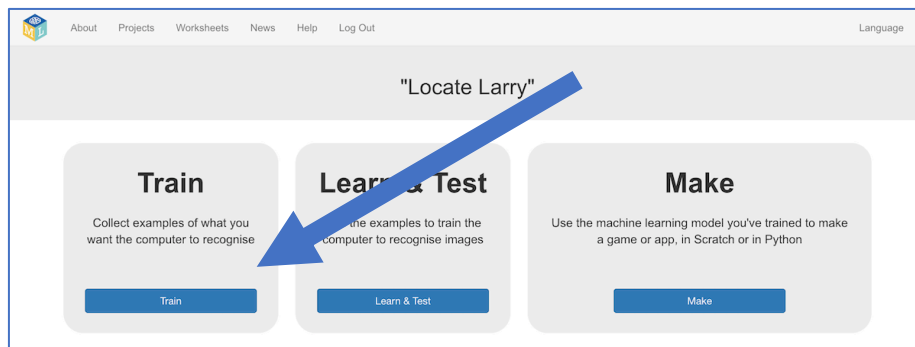 About Projects Worksheets News Help Log Out Language
"Locate Larry"
Train
Collect examples of what you
want the computer to recognise
Train
Learn & Test
the examples to train the
computer to recognise images
Learn & Test
Make
Use the machine learning model you've trained to make
a game or app, in Scratch or in Python
Make